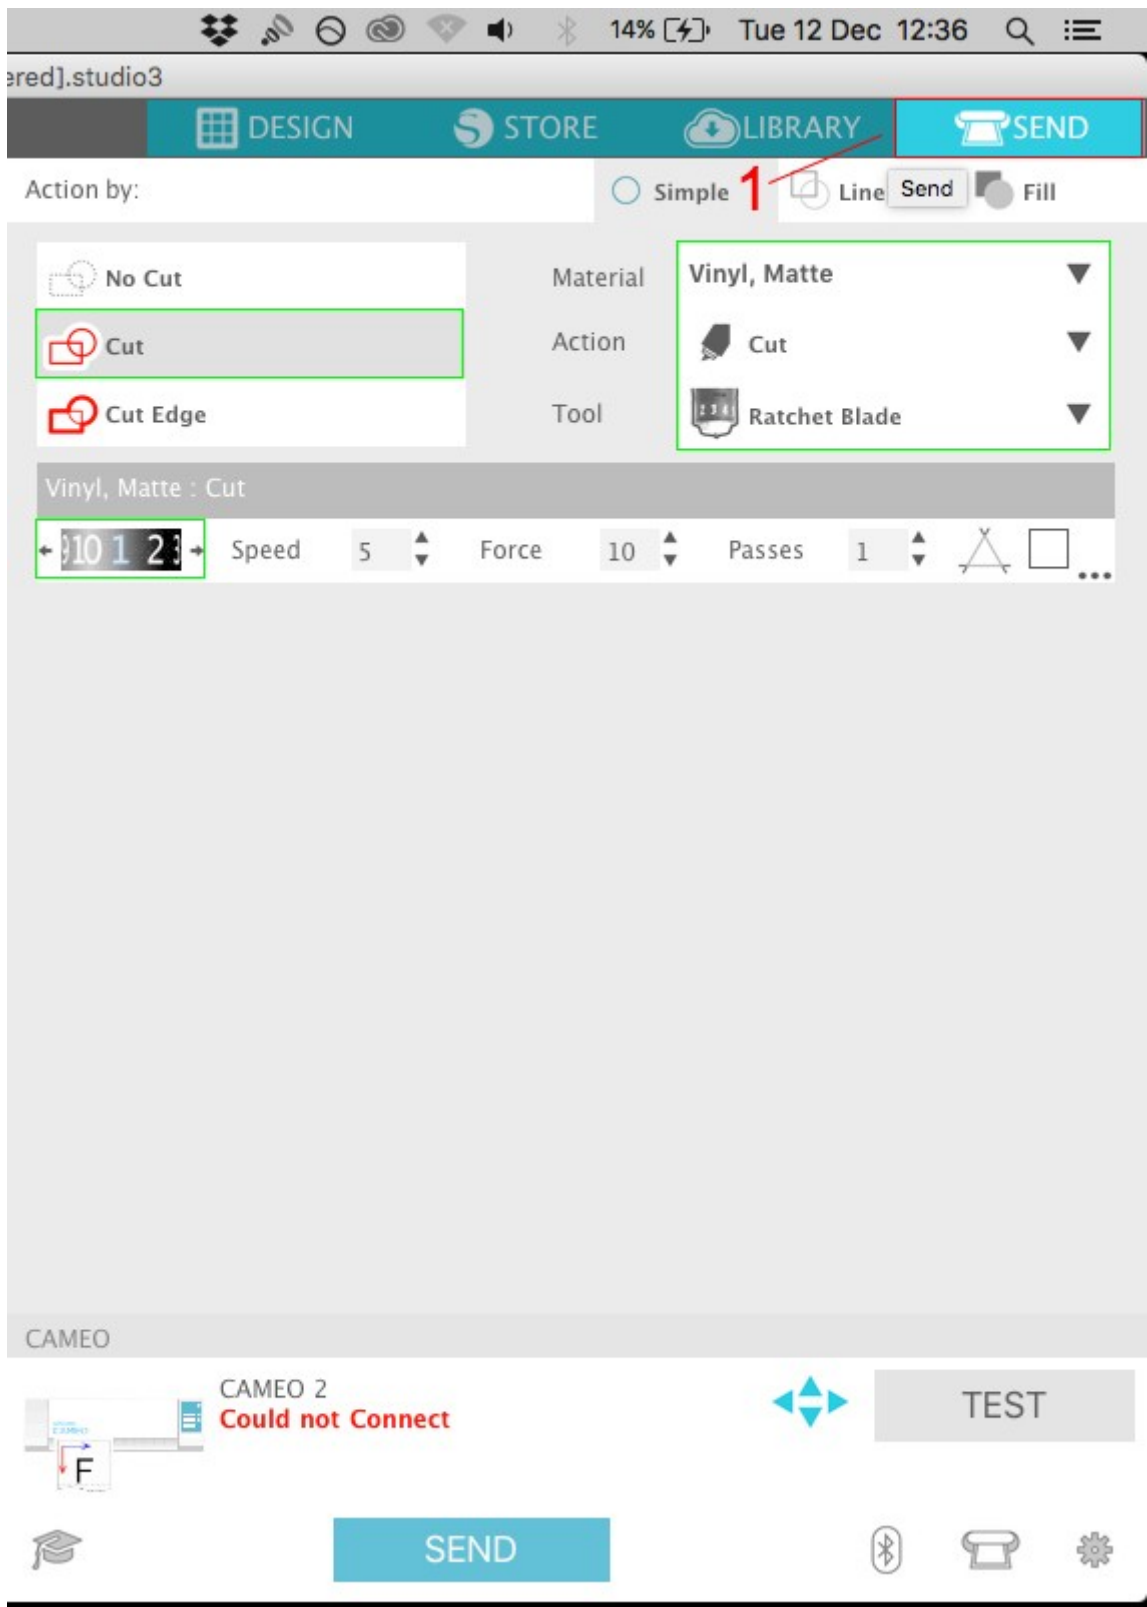 14% Tue 12 Dec 12:36
ered].studio3
DESIGN STORE LIBRARY SEND
Action by: Simple 1 Line Send Fill
No Cut Material Vinyl, Matte
Cut Action Cut
Cut Edge Tool Ratchet Blade
Vinyl, Matte : Cut
10 1 2 Speed 5 Force 10 Passes 1 ...
CAMEO
CAMEO 2
Could not Connect
TEST
CAMEO
F
SEND